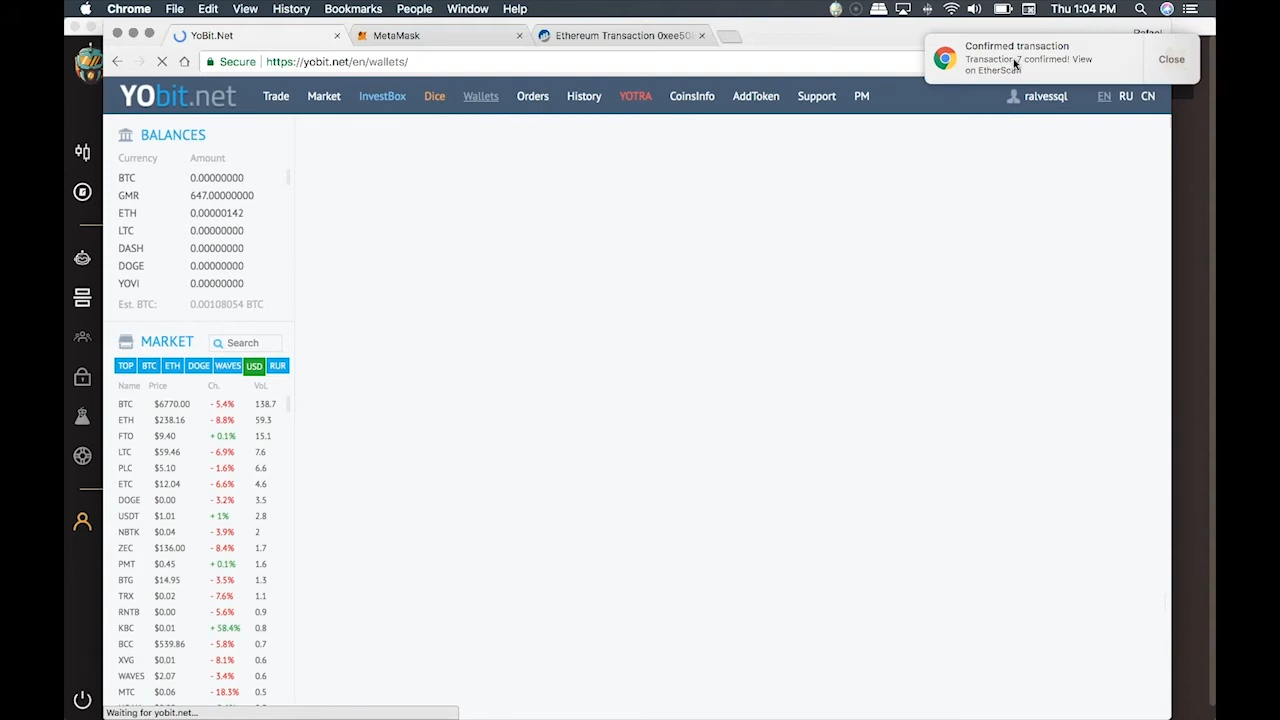 Chrome File Edit View History Bookmarks People Window Help Thu 1:04 PM
YoBit.Net MetaMask Ethereum Transaction 0xee50
Confirmed transaction
Transaction 7 confirmed! View
on EtherScan
Close
Secure https://yobit.net/en/wallets/
YObit.net Trade Market InvestBox Dice Wallets Orders History YOTRA CoinsInfo AddToken Support PM ralvessql EN RU CN
BALANCES
Currency Amount
BTC 0.00000000
GMR 647.00000000
ETH 0.00000142
LTC 0.00000000
DASH 0.00000000
DOGE 0.00000000
YOVI 0.00000000
Est. BTC: 0.00108054 BTC
MARKET Search
TOP BTC ETH DOGE WAVES USD RUR
Name Price Ch. Vol.
BTC $6770.00 - 5.4% 138.7
ETH $238.16 - 8.8% 59.3
FTO $9.40 + 0.1% 15.1
LTC $59.46 - 6.9% 7.6
PLC $5.10 - 1.6% 6.6
ETC $12.04 - 6.6% 4.6
DOGE $0.00 - 3.2% 3.5
USDT $1.01 + 1% 2.8
NBTK $0.04 - 3.9% 2
ZEC $136.00 - 8.4% 1.7
PMT $0.45 + 0.1% 1.6
BTG $14.95 - 3.5% 1.3
TRX $0.02 - 7.6% 1.1
RNTB $0.00 - 5.6% 0.9
KBC $0.01 + 58.4% 0.8
BCC $539.86 - 5.8% 0.7
XVG $0.01 - 8.1% 0.6
WAVES $2.07 - 3.4% 0.6
MTC $0.06 - 18.3% 0.5
Waiting for yobit.net...